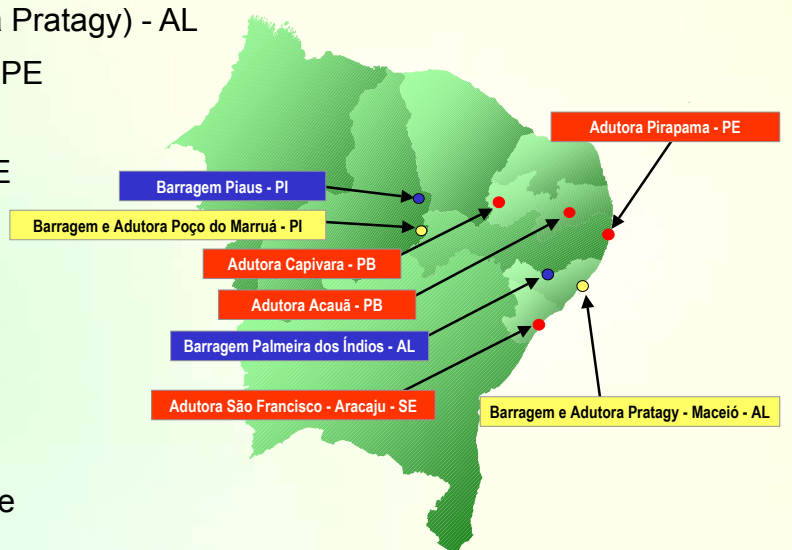 a Pratagy) - AL
PE
E
Adutora Pirapama - PE
Barragem Piaus - PI
Barragem e Adutora Poço do Marruá - PI
Adutora Capivara - PB
Adutora Acauã - PB
Barragem Palmeira dos Índios - AL
Adutora São Francisco - Aracaju - SE
Barragem e Adutora Pratagy - Maceió - AL
e